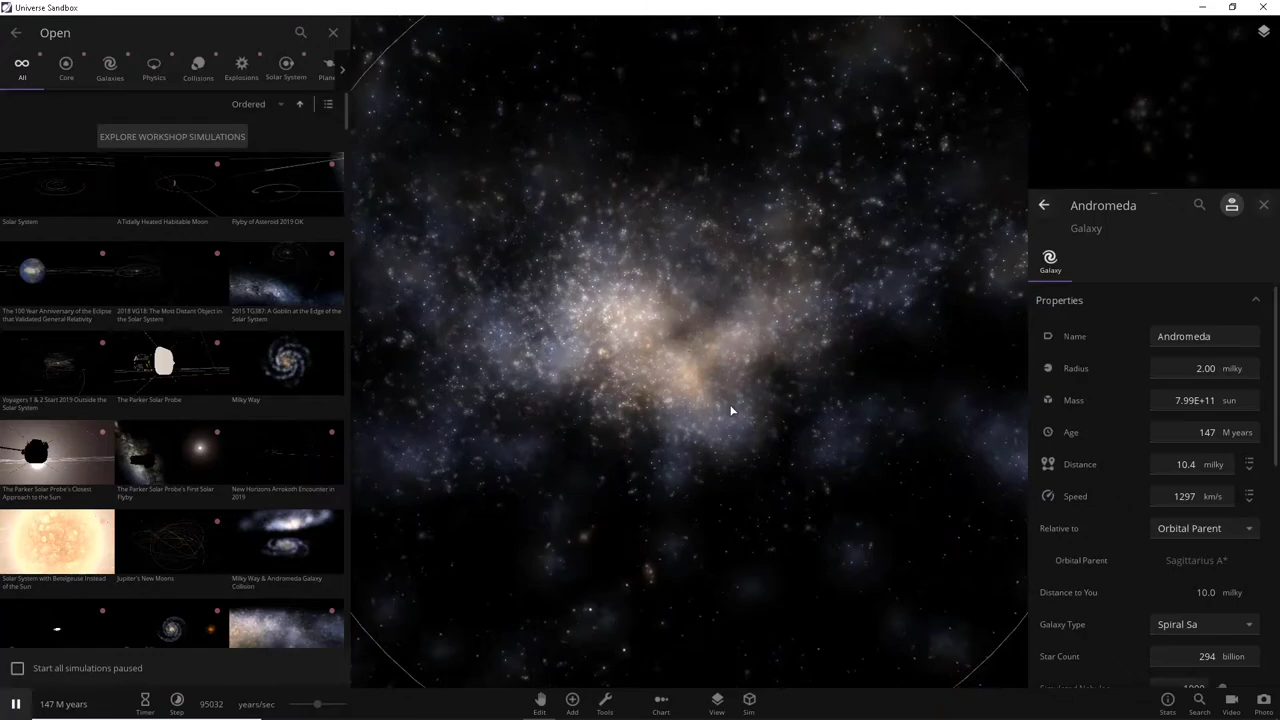 Universe Sandbox
Open
All
Core
Galaxies
Physics
Collisions
Explosions
Solar System
Plane
Ordered
EXPLORE WORKSHOP SIMULATIONS
Solar System
A Tidally Heated Habitable Moon
Flyby of Asteroid 2019 OK
The 100 Year Anniversary of the Eclipse
that Validated General Relativity
2018 VG18: The Most Distant Object in
the Solar System
2015 TG387: A Goblin at the Edge of the
Solar System
Voyagers 1 & 2 Start 2019 Outside the
Solar System
The Parker Solar Probe
Milky Way
The Parker Solar Probe's Closest
Approach to the Sun
The Parker Solar Probe's First Solar
Flyby
New Horizons Arrokoth Encounter in
2019
Solar System with Betelgeuse Instead
of the Sun
Jupiter's New Moons
Milky Way & Andromeda Galaxy
Collision
Start all simulations paused
147 M years
Timer
Step
95032 years/sec
Edit
Add
Tools
Chart
View
Sim
Andromeda
Galaxy
Galaxy
Properties
Name Andromeda
Radius 2.00 milky
Mass 7.99E+11 sun
Age 147 M years
Distance 10.4 milky
Speed 1297 km/s
Relative to Orbital Parent
Orbital Parent Sagittarius A*
Distance to You 10.0 milky
Galaxy Type Spiral Sa
Star Count 294 billion
Stats
Search
Video
Photo